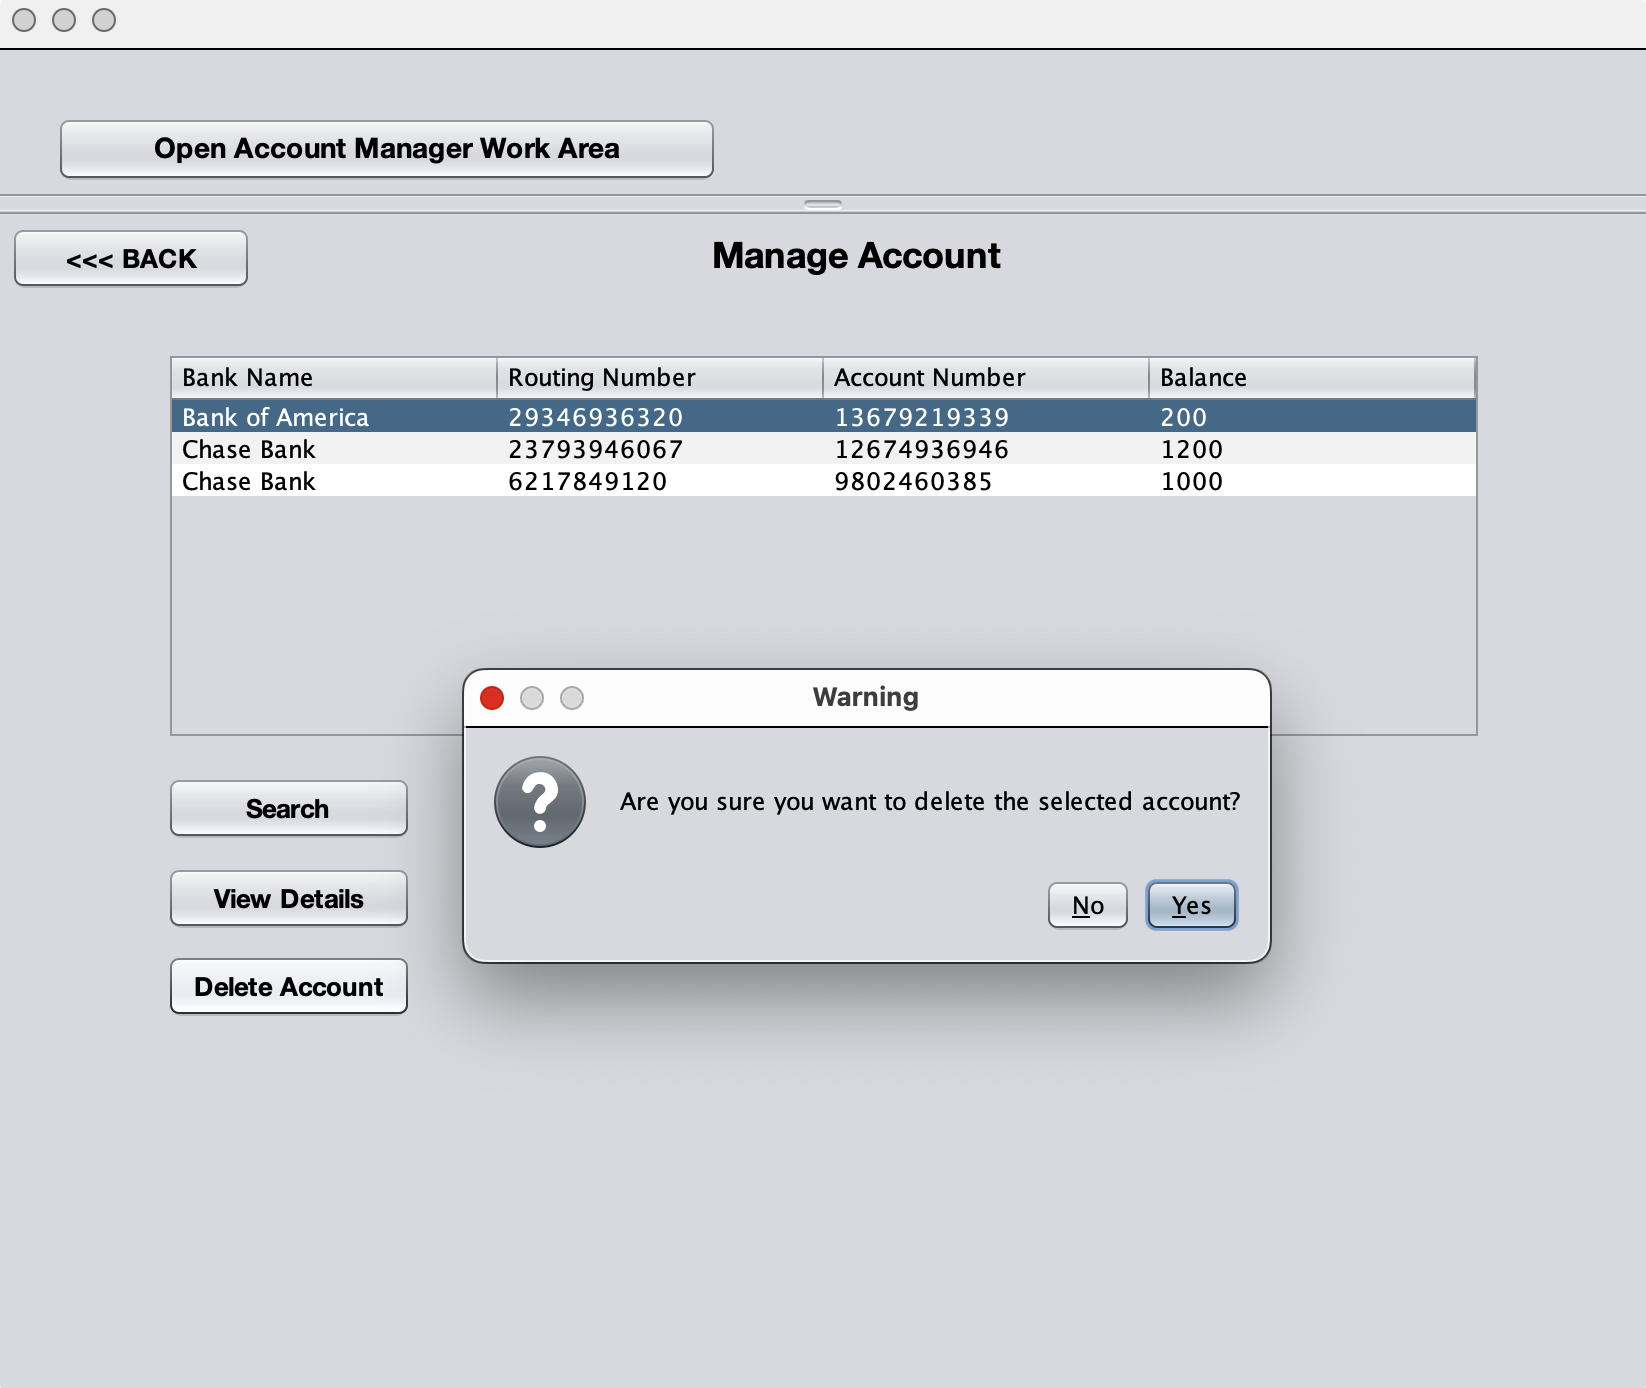 Open Account Manager Work Area
<<< BACK
Manage Account
Bank Name Routing Number Account Number Balance
Bank of America 29346936320 13679219339 200
Chase Bank 23793946067 12674936946 1200
Chase Bank 6217849120 9802460385 1000
Warning
Are you sure you want to delete the selected account?
No Yes
Search
View Details
Delete Account